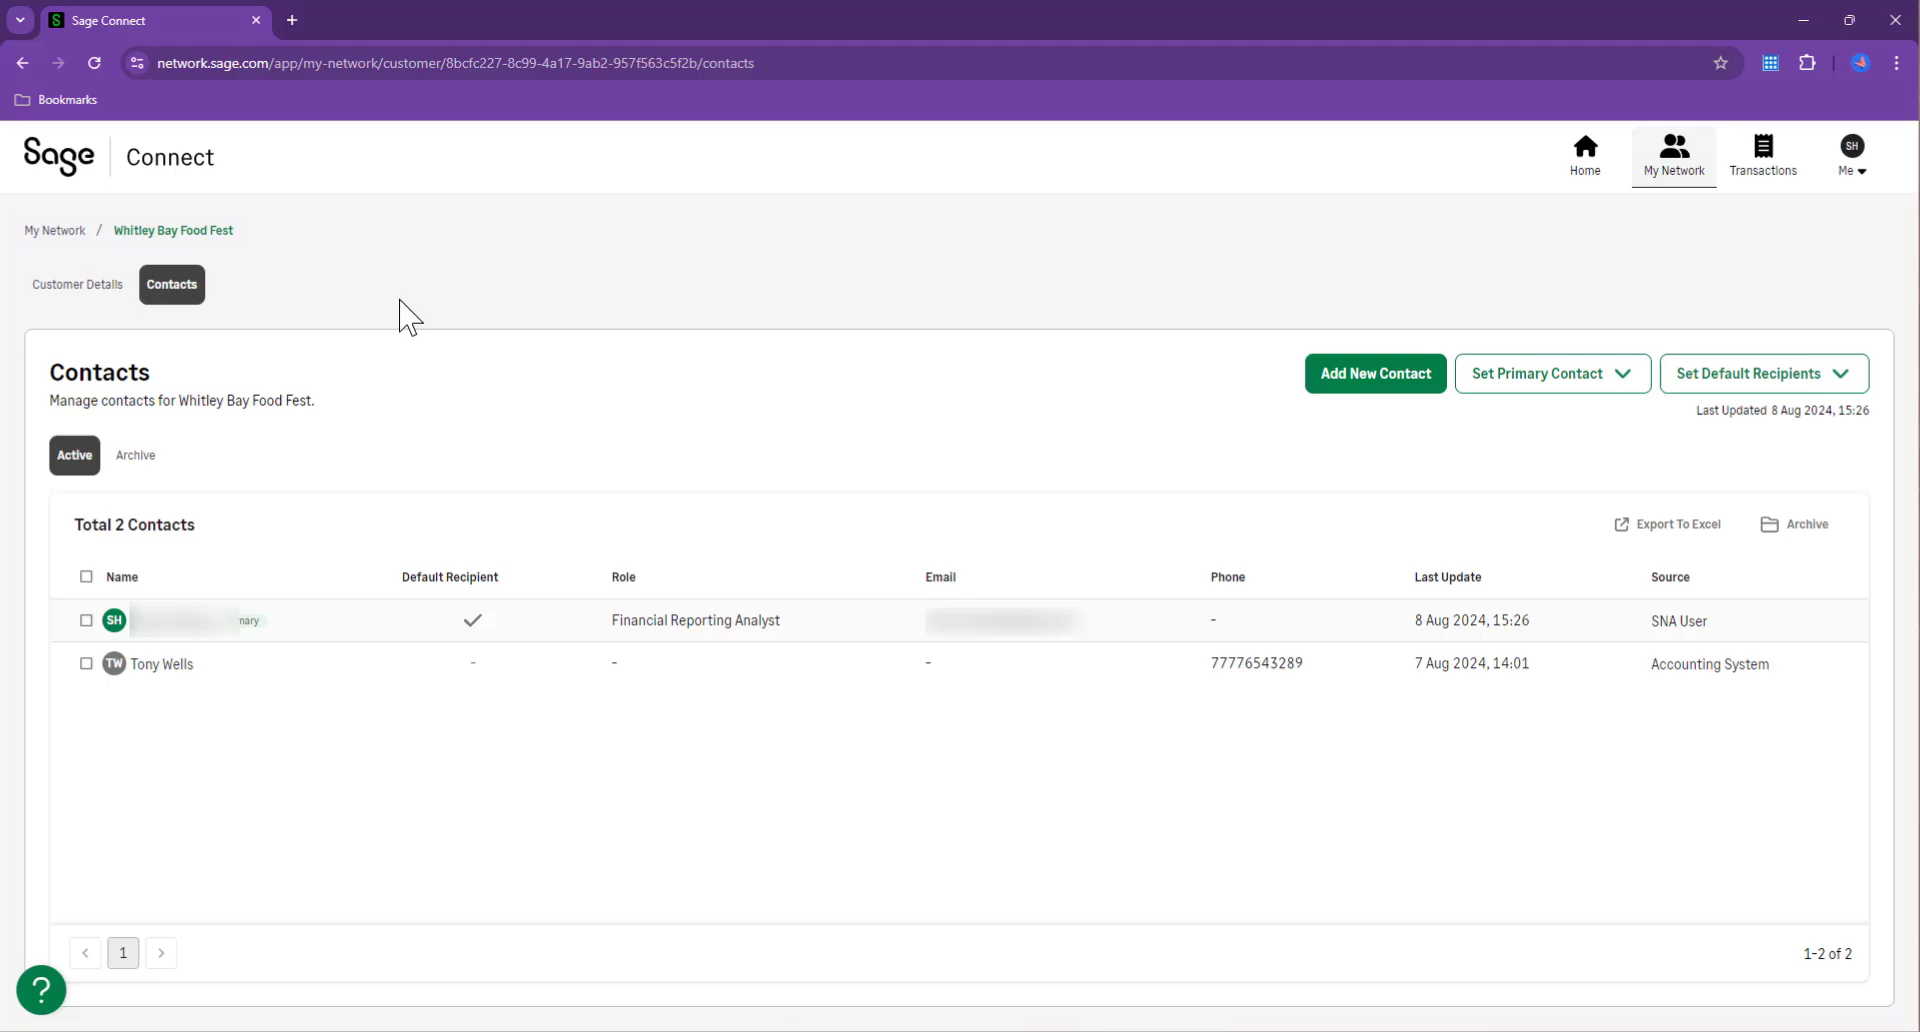 Sage Connect
network.sage.com/app/my-network/customer/8bcfc227-8c99-4a17-9ab2-957f563c5f2b/contacts
Bookmarks
Sage Connect
Home My Network Transactions SH Me
My Network / Whitley Bay Food Fest
Customer Details Contacts
Contacts
Manage contacts for Whitley Bay Food Fest.
Add New Contact Set Primary Contact Set Default Recipients
Last Updated 8 Aug 2024, 15:26
Active Archive
Total 2 Contacts Export To Excel Archive
Name Default Recipient Role Email Phone Last Update Source
SH Financial Reporting Analyst - 8 Aug 2024, 15:26 SNA User
TW Tony Wells - - - 77776543289 7 Aug 2024, 14:01 Accounting System
1 1-2 of 2
?